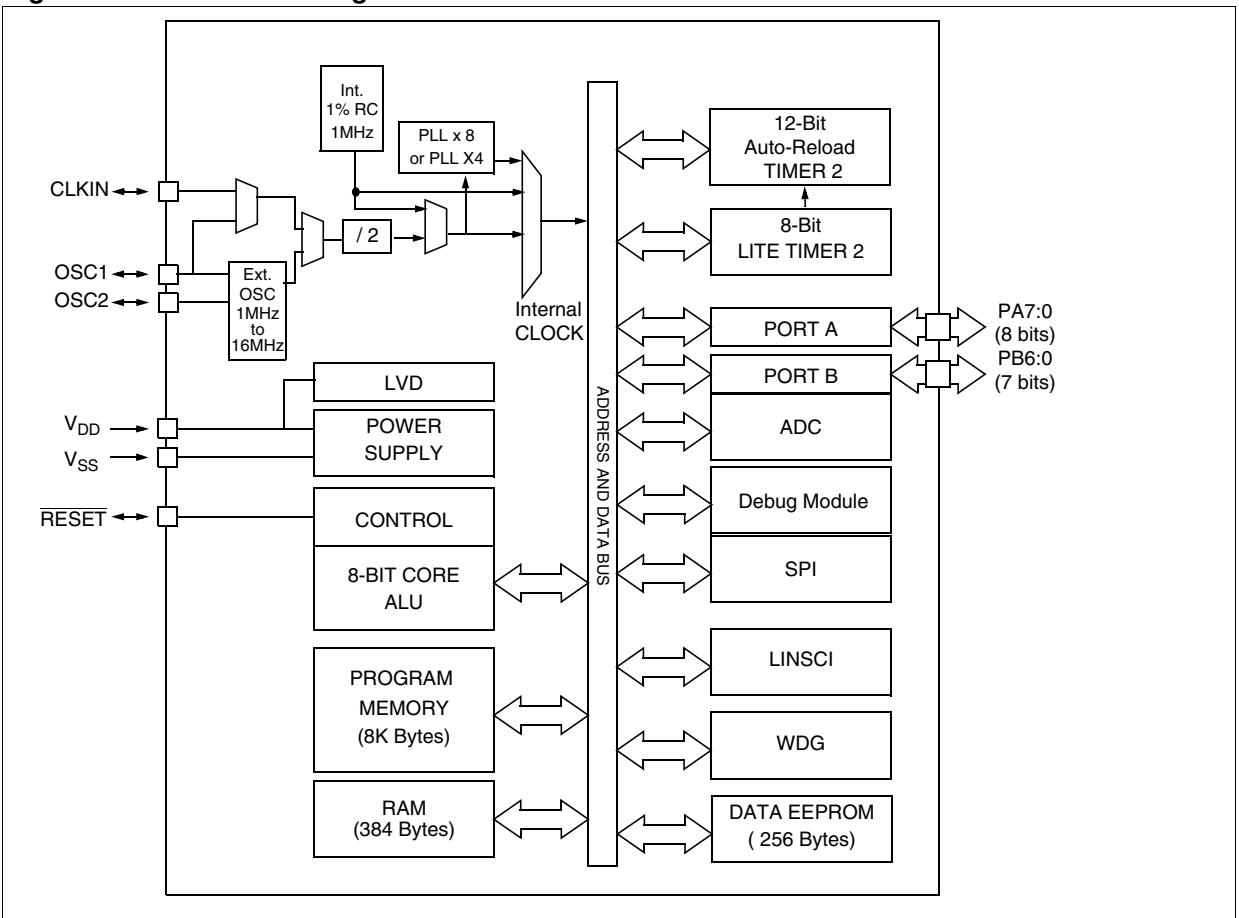 Int.
1% RC
1MHz
PLL x 8
or PLL X4
CLKIN
/ 2
OSC1
OSC2
Ext.
OSC
1MHz
to
16MHz
Internal
CLOCK
LVD
VDD
VSS
POWER
SUPPLY
RESET
CONTROL
8-BIT CORE
ALU
PROGRAM
MEMORY
(8K Bytes)
RAM
(384 Bytes)
ADDRESS AND DATA BUS
12-Bit
Auto-Reload
TIMER 2
8-Bit
LITE TIMER 2
PORT A
PA7:0
(8 bits)
PORT B
PB6:0
(7 bits)
ADC
Debug Module
SPI
LINSCI
WDG
DATA EEPROM
( 256 Bytes)